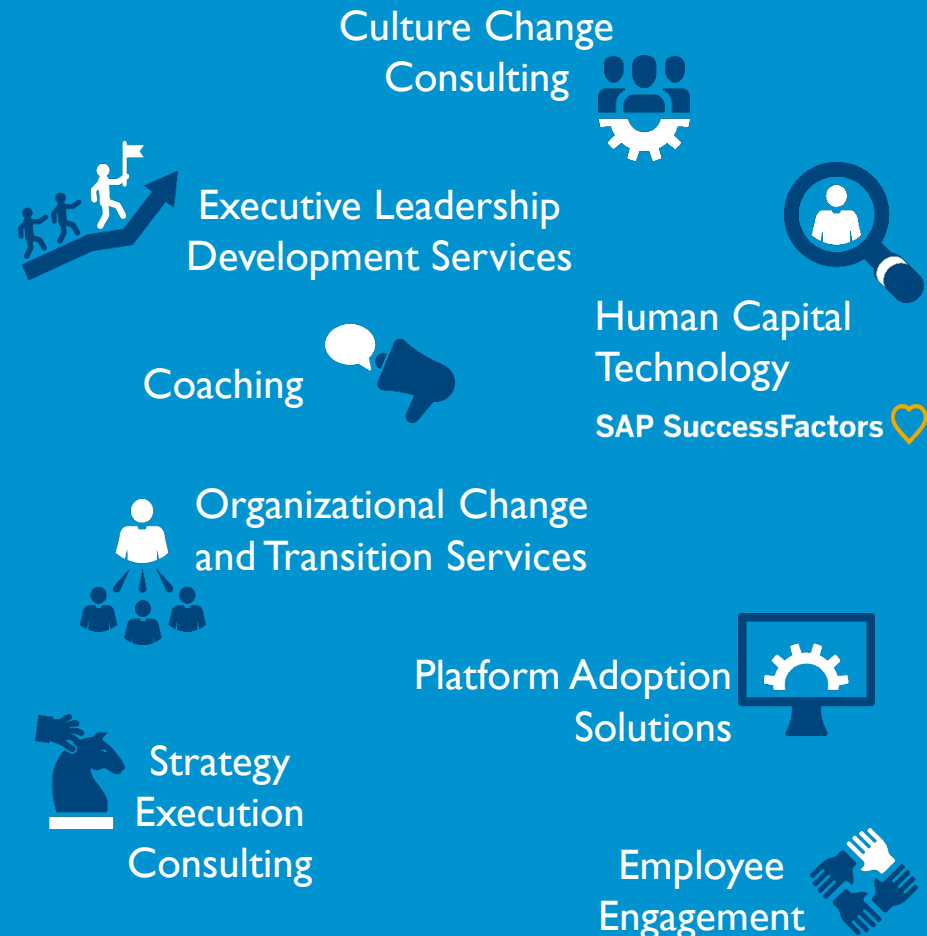 Culture Change
Consulting
Executive Leadership
Development Services
Human Capital
Technology
SAP SuccessFactors
Coaching
Organizational Change
and Transition Services
Platform Adoption
Solutions
Strategy
Execution
Consulting
Employee
Engagement